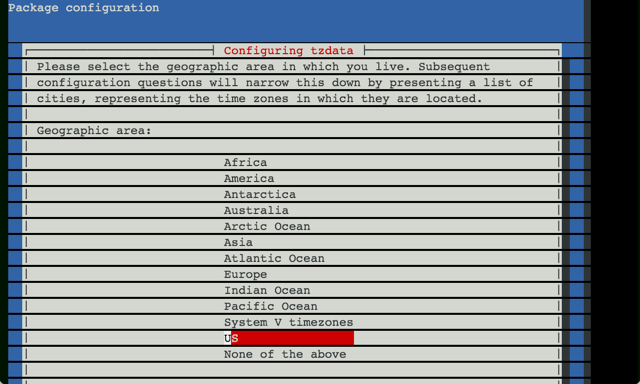 Package configuration
Configuring tzdata
Please select the geographic area in which you live. Subsequent
configuration questions will narrow this down by presenting a list of
cities, representing the time zones in which they are located.
Geographic area:
Africa
America
Antarctica
Australia
Arctic Ocean
Asia
Atlantic Ocean
Europe
Indian Ocean
Pacific Ocean
System V timezones
US
None of the above